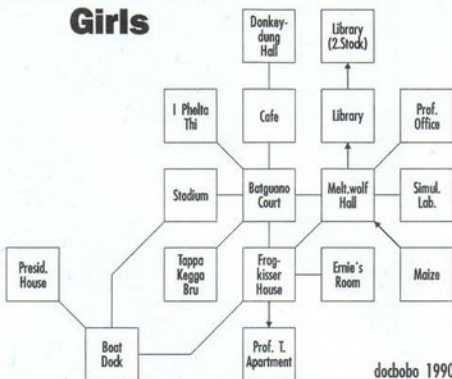 Girls
Donkey-
dung
Hall
Library
(2.Stock)
I Phelta
Thi
Cafe
Library
Prof.
Office
Stadium
Batguano
Court
Melt.wolf
Hall
Simul.
Lab.
Presid.
House
Tappa
Kegga
Bru
Frog-
kisser
House
Ernie´s
Room
Maize
Boat
Dock
Prof. T.
Apartment
docbobo 1990